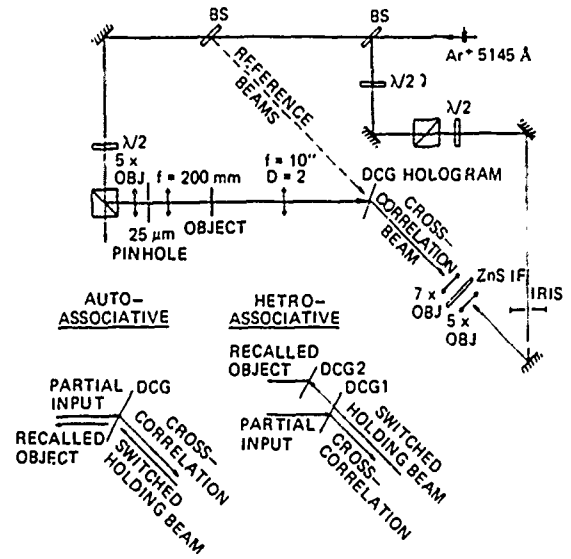 BS
BS
Ar+ 5145 Å
λ/2
λ/2
REFERENCE
BEAMS
λ/2
5 x
OBJ
f = 200 mm
f = 10"
D = 2
DCG HOLOGRAM
25 μm
PINHOLE
OBJECT
CROSS-
CORRELATION
BEAM
ZnS IF
7 x
OBJ
5 x
OBJ
IRIS
AUTO-
ASSOCIATIVE
HETRO-
ASSOCIATIVE
PARTIAL
INPUT
DCG
RECALLED
OBJECT
CROSS-
CORRELATION
SWITCHED
HOLDING BEAM
RECALLED
OBJECT
DCG2
DCG1
PARTIAL
INPUT
SWITCHED
HOLDING BEAM
CROSS-
CORRELATION